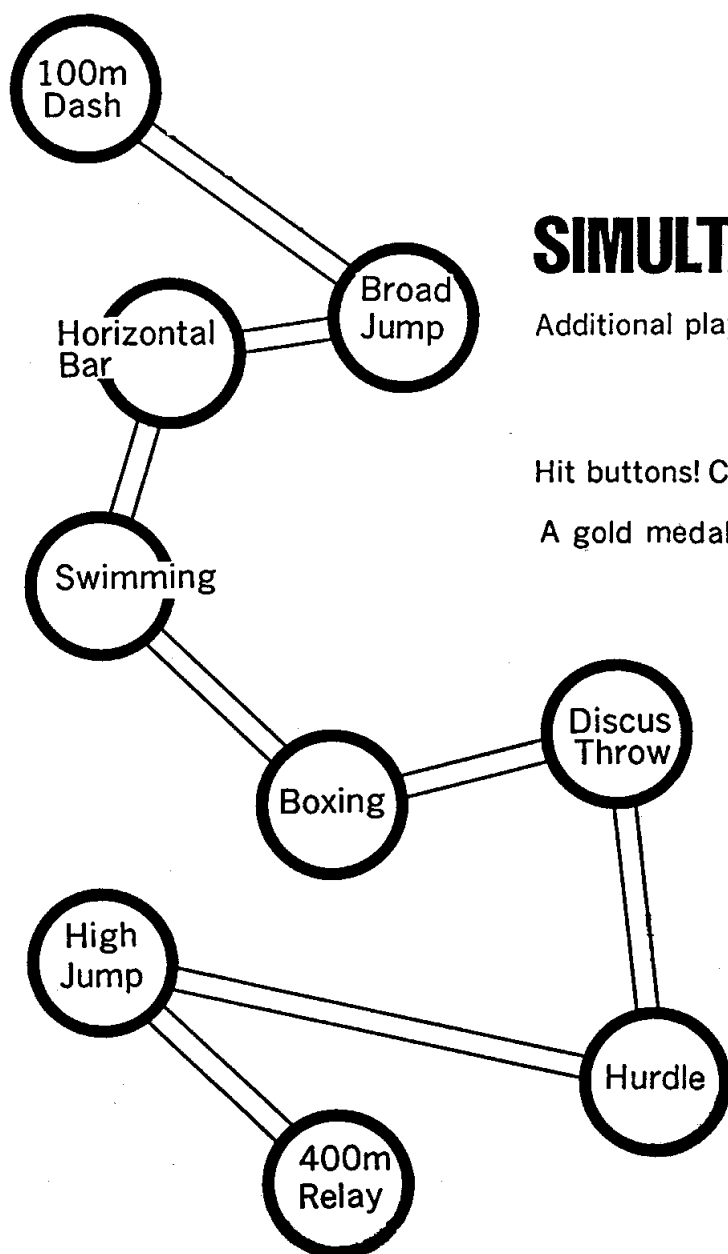 100m
Dash
SIMULT
Broad
Jump
Additional pla
Horizontal
Bar
Hit buttons! C
A gold medal
Swimming
Discus
Throw
Boxing
High
Jump
Hurdle
400m
Relay